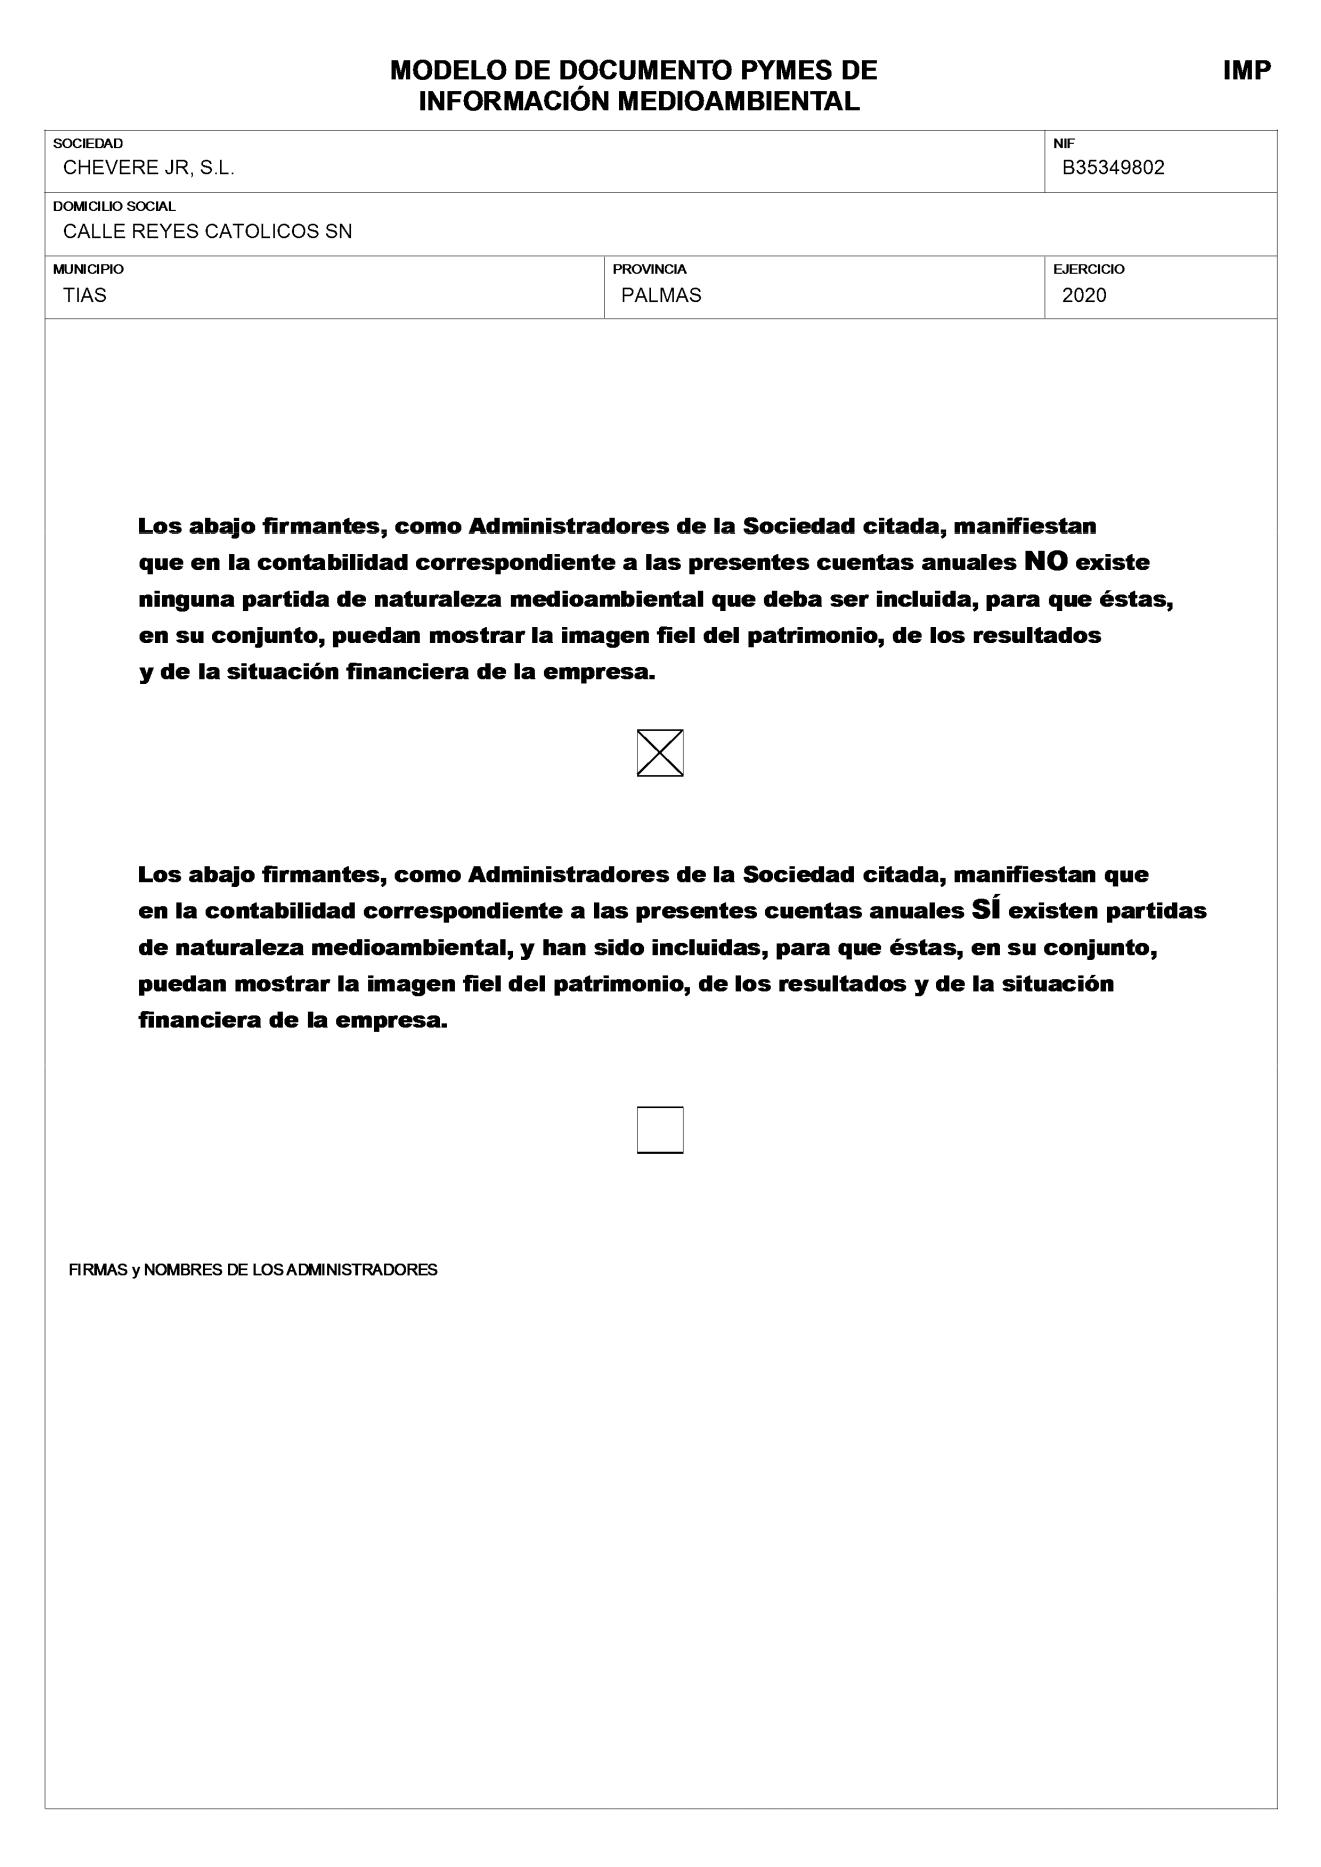 MODELO DE DOCUMENTO PYMES DE
INFORMACIÓN MEDIOAMBIENTAL
IMP
SOCIEDAD
CHEVERE JR, S.L.
NIF
B35349802
DOMICILIO SOCIAL
CALLE REYES CATOLICOS SN
MUNICIPIO
TIAS
PROVINCIA
PALMAS
EJERCICIO
2020
Los abajo firmantes, como Administradores de la Sociedad citada, manifiestan
que en la contabilidad correspondiente a las presentes cuentas anuales NO existe
ninguna partida de naturaleza medioambiental que deba ser incluida, para que éstas,
en su conjunto, puedan mostrar la imagen fiel del patrimonio, de los resultados
y de la situación financiera de la empresa.
Los abajo firmantes, como Administradores de la Sociedad citada, manifiestan que
en la contabilidad correspondiente a las presentes cuentas anuales SÍ existen partidas
de naturaleza medioambiental, y han sido incluidas, para que éstas, en su conjunto,
puedan mostrar la imagen fiel del patrimonio, de los resultados y de la situación
financiera de la empresa.
FIRMAS y NOMBRES DE LOS ADMINISTRADORES